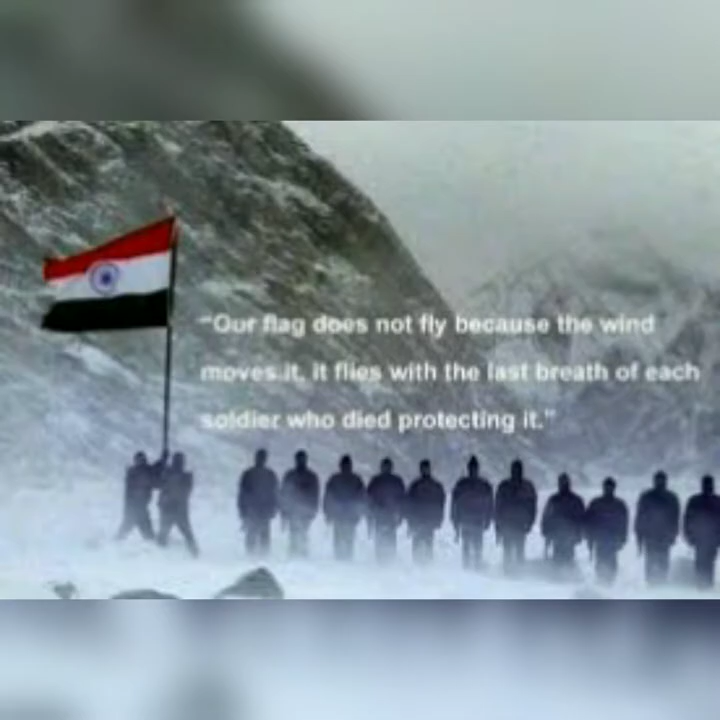 "Our flag does not fly because the wind
moves it, it flies with the last breath of each
soldier who died protecting it."